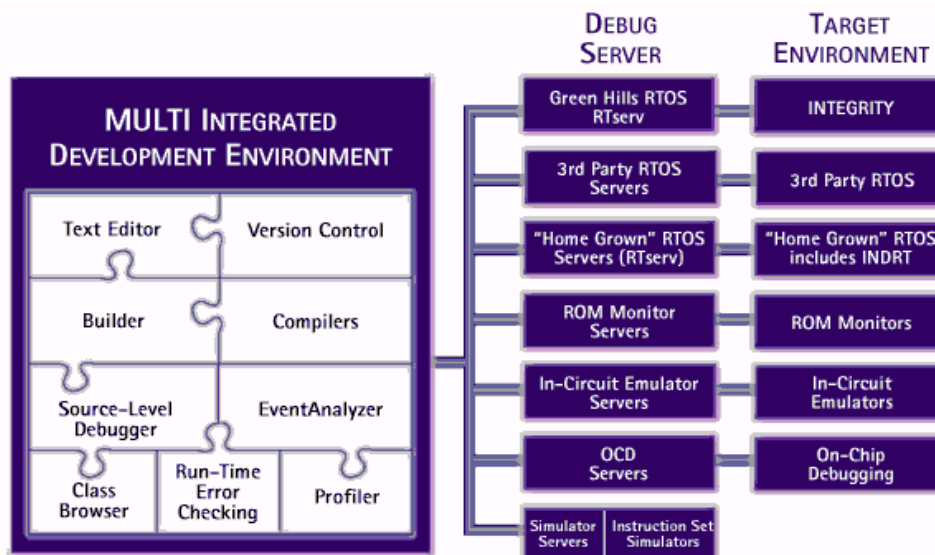 DEBUG
SERVER
TARGET
ENVIRONMENT
MULTI INTEGRATED
DEVELOPMENT ENVIRONMENT
Text Editor
Version Control
Builder
Compilers
Source-Level
Debugger
EventAnalyzer
Class
Browser
Run-Time
Error
Checking
Profiler
Green Hills RTOS
RTserv
INTEGRITY
3rd Party RTOS
Servers
3rd Party RTOS
"Home Grown" RTOS
Servers (RTserv)
"Home Grown" RTOS
includes INDRT
ROM Monitor
Servers
ROM Monitors
In-Circuit Emulator
Servers
In-Circuit
Emulators
OCD
Servers
On-Chip
Debugging
Simulator
Servers
Instruction Set
Simulators